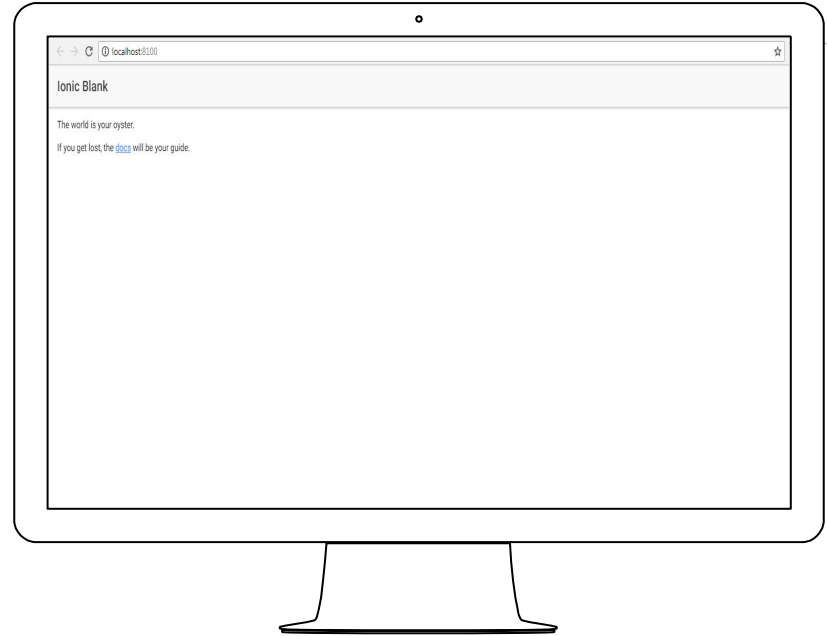 localhost:8100
Ionic Blank
The world is your oyster.
If you get lost, the docs will be your guide.